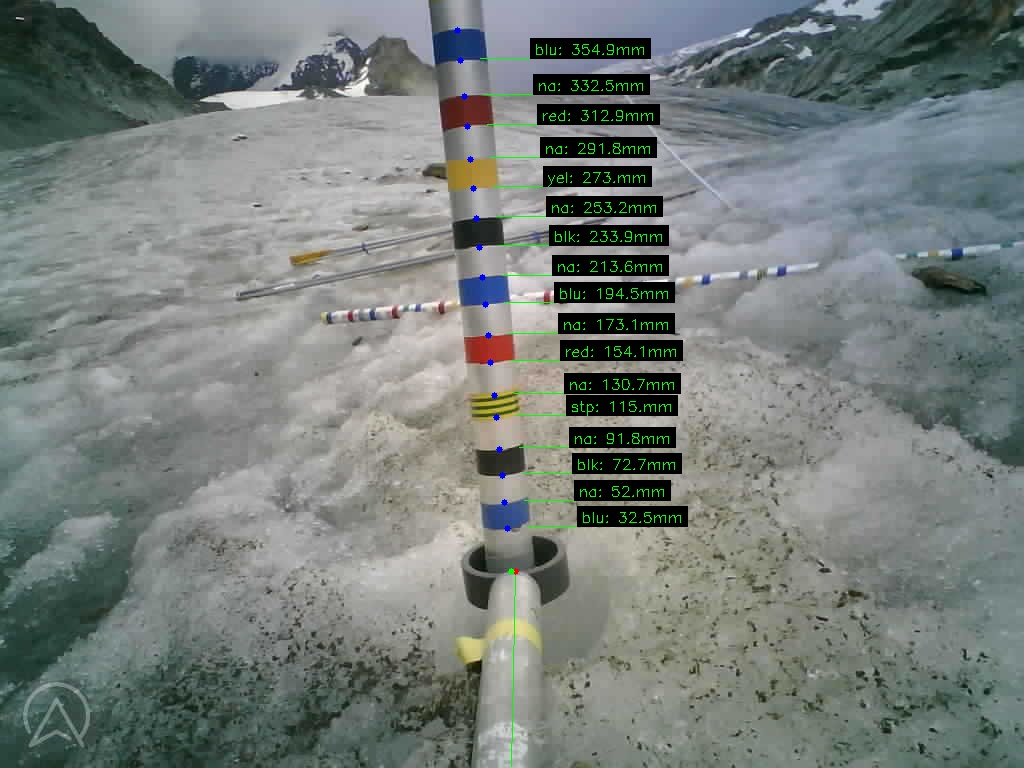 blu: 354.9mm
na: 332.5mm
red: 312.9mm
na: 291.8mm
yel: 273.mm
na: 253.2mm
blk: 233.9mm
na: 213.6mm
blu: 194.5mm
na: 173.1mm
red: 154.1mm
na: 130.7mm
stp: 115.mm
na: 91.8mm
blk: 72.7mm
na: 52.mm
blu: 32.5mm